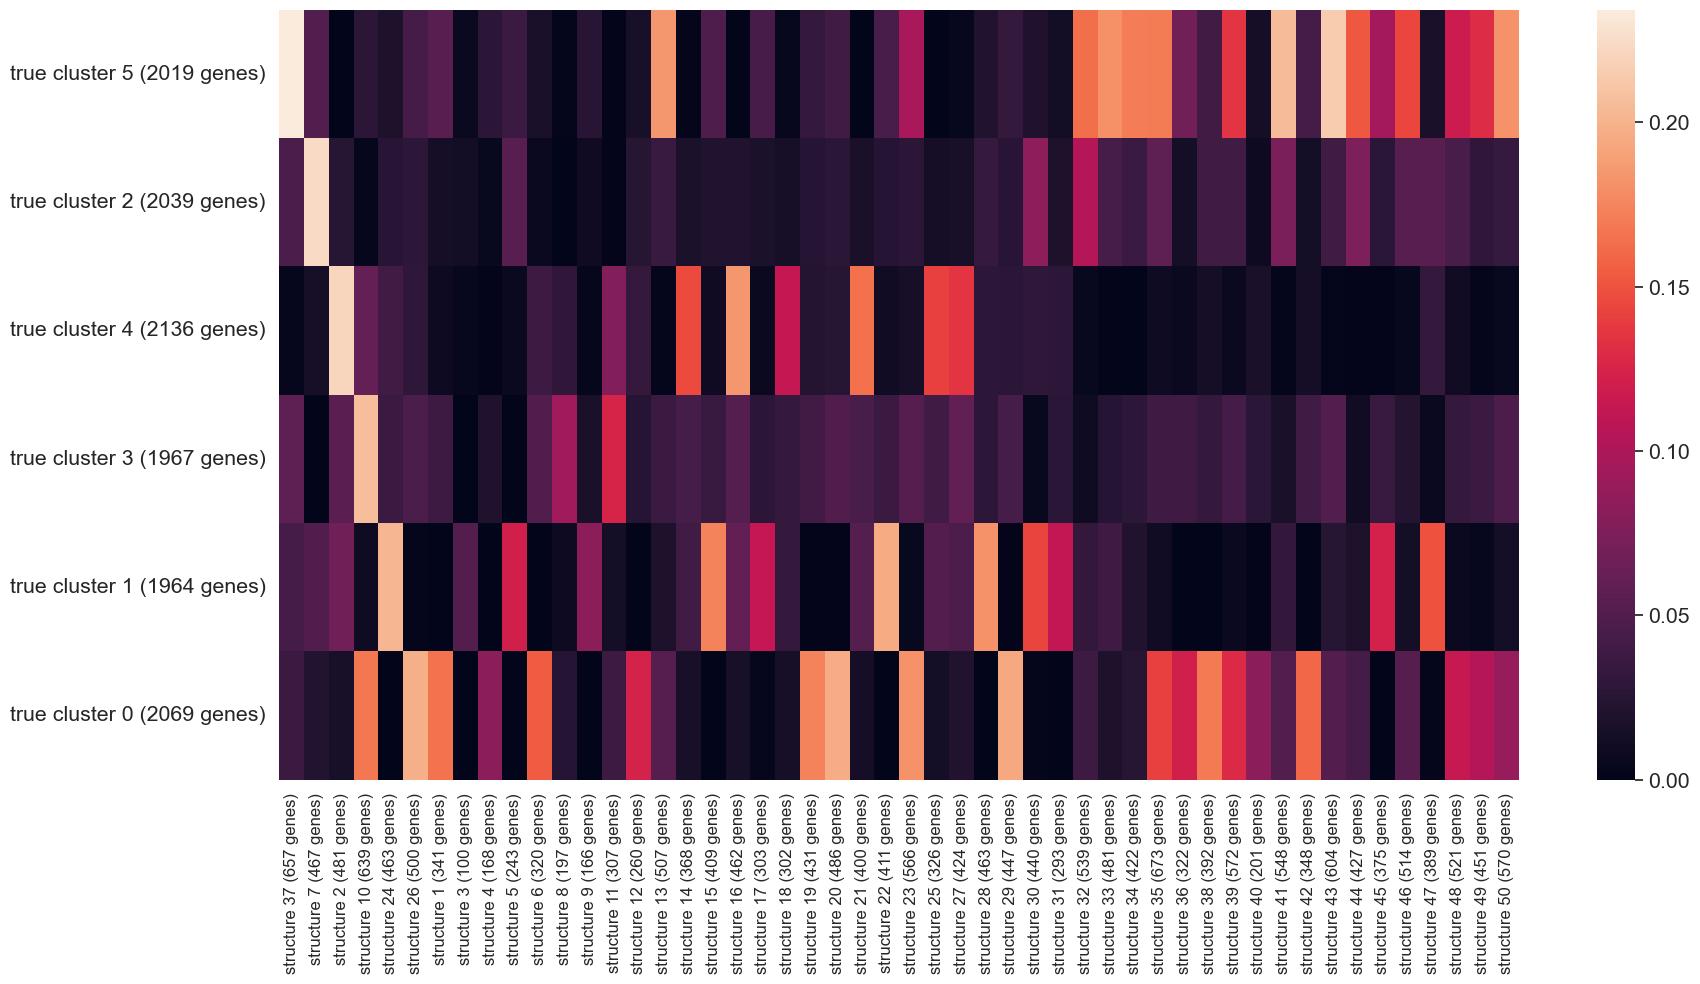 true cluster 5 (2019 genes)
true cluster 2 (2039 genes)
true cluster 4 (2136 genes)
true cluster 3 (1967 genes)
true cluster 1 (1964 genes)
true cluster 0 (2069 genes)
0.20
0.15
0.10
0.05
0.00
structure 37 (657 genes)
structure 7 (467 genes)
structure 2 (481 genes)
structure 10 (639 genes)
structure 24 (463 genes)
structure 26 (500 genes)
structure 1 (341 genes)
structure 3 (100 genes)
structure 4 (168 genes)
structure 5 (243 genes)
structure 6 (320 genes)
structure 8 (197 genes)
structure 9 (166 genes)
structure 11 (307 genes)
structure 12 (260 genes)
structure 13 (507 genes)
structure 14 (368 genes)
structure 15 (409 genes)
structure 16 (462 genes)
structure 17 (303 genes)
structure 18 (302 genes)
structure 19 (431 genes)
structure 20 (486 genes)
structure 21 (400 genes)
structure 22 (411 genes)
structure 23 (566 genes)
structure 25 (326 genes)
structure 27 (424 genes)
structure 28 (463 genes)
structure 29 (447 genes)
structure 30 (440 genes)
structure 31 (293 genes)
structure 32 (539 genes)
structure 33 (481 genes)
structure 34 (422 genes)
structure 35 (573 genes)
structure 36 (322 genes)
structure 38 (392 genes)
structure 39 (572 genes)
structure 40 (201 genes)
structure 41 (548 genes)
structure 42 (348 genes)
structure 43 (604 genes)
structure 44 (427 genes)
structure 45 (375 genes)
structure 46 (514 genes)
structure 47 (389 genes)
structure 48 (521 genes)
structure 49 (451 genes)
structure 50 (570 genes)